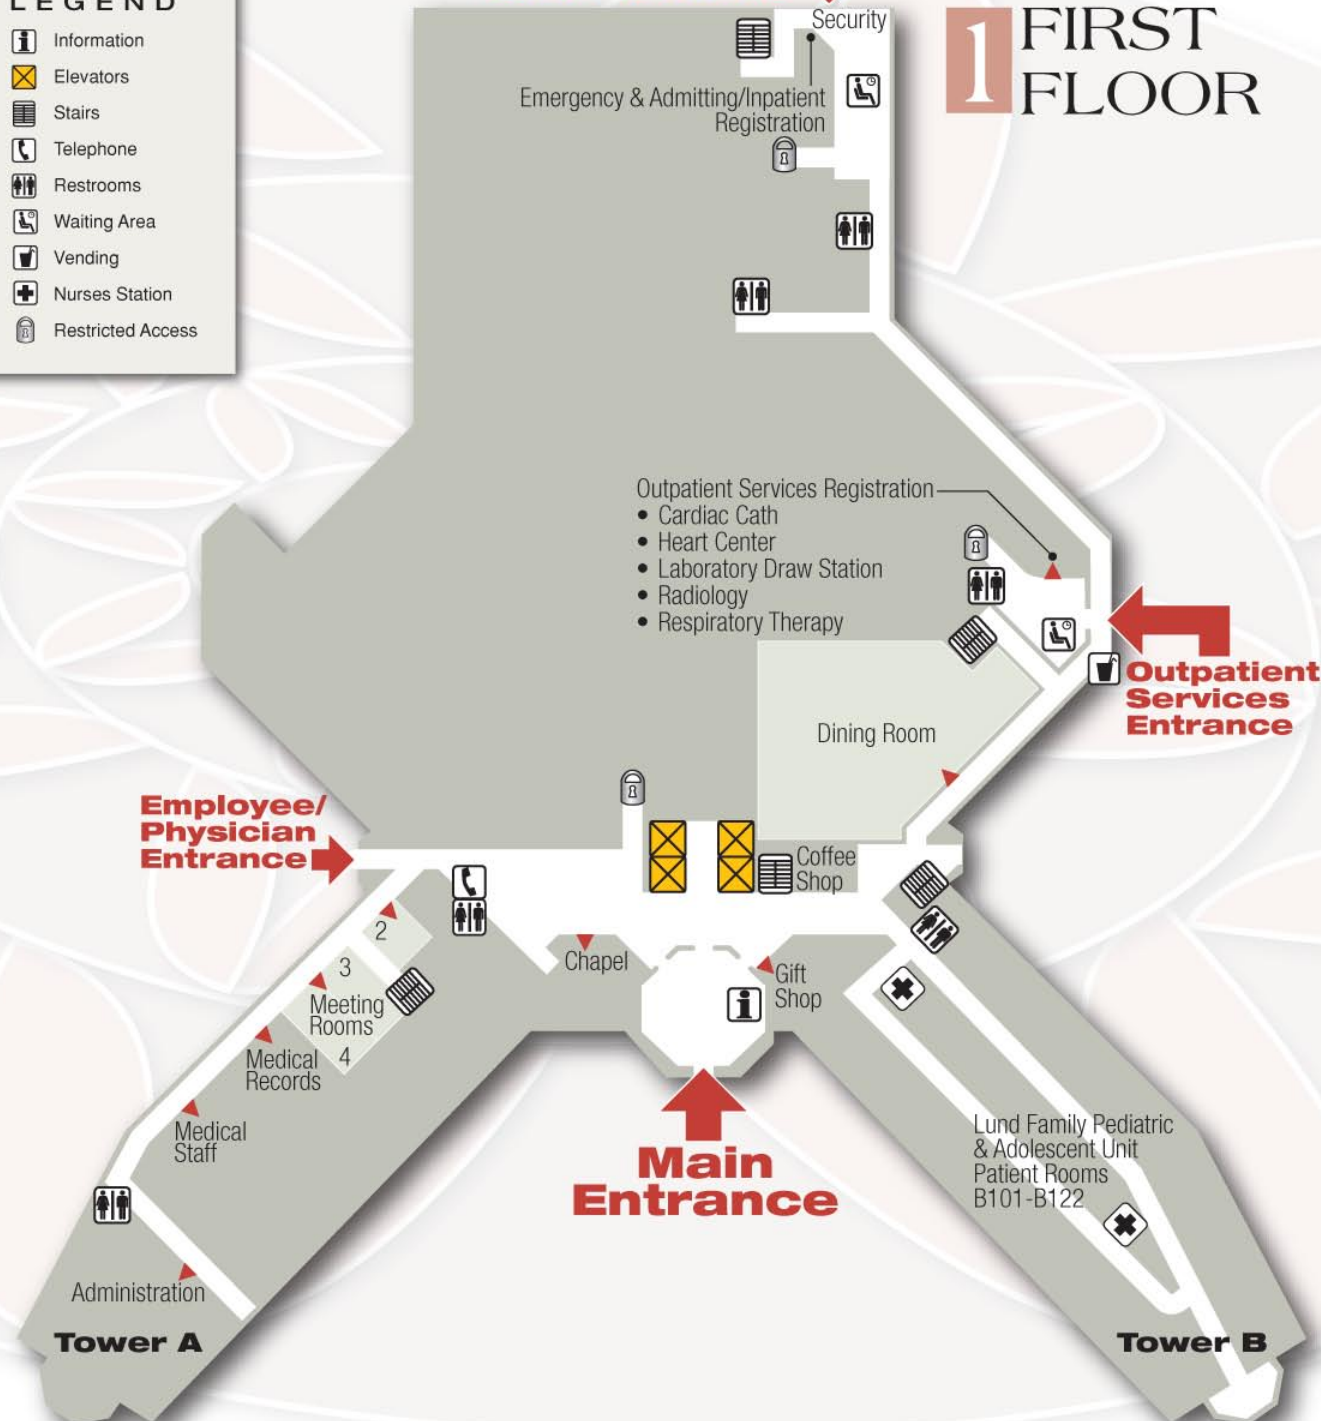 LEGEND
Information
Elevators
Stairs
Telephone
Restrooms
Waiting Area
Vending
Nurses Station
Restricted Access
1 FIRST
FLOOR
Security
Emergency & Admitting/Inpatient
Registration
Outpatient Services Registration
• Cardiac Cath
• Heart Center
• Laboratory Draw Station
• Radiology
• Respiratory Therapy
Outpatient
Services
Entrance
Dining Room
Employee/
Physician
Entrance
Coffee
Shop
2
3
Meeting
Rooms
4
Chapel
Gift
Shop
Medical
Records
Medical
Staff
Main
Entrance
Lund Family Pediatric
& Adolescent Unit
Patient Rooms
B101-B122
Administration
Tower A
Tower B